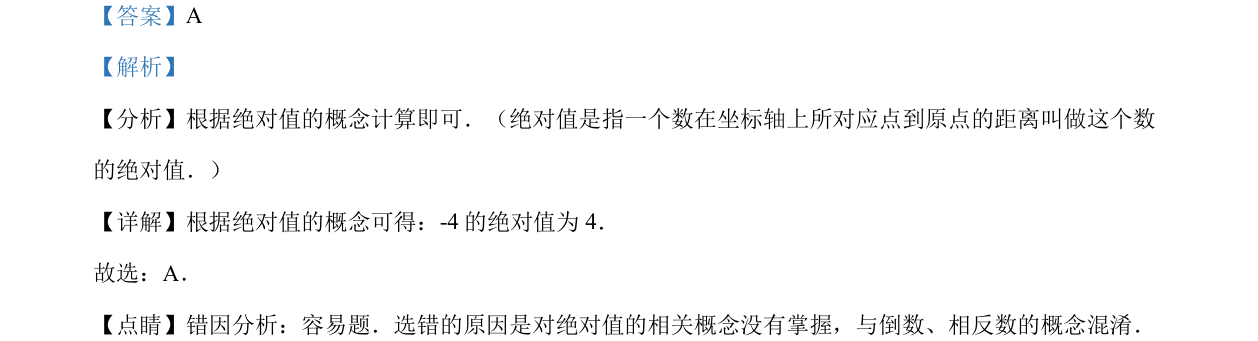 【答案】A
【解析】
【分析】根据绝对值的概念计算即可．（绝对值是指一个数在坐标轴上所对应点到原点的距离叫做这个数
的绝对值．）
【详解】根据绝对值的概念可得：-4 的绝对值为 4．
故选：A．
【点睛】错因分析：容易题．选错的原因是对绝对值的相关概念没有掌握，与倒数、相反数的概念混淆．